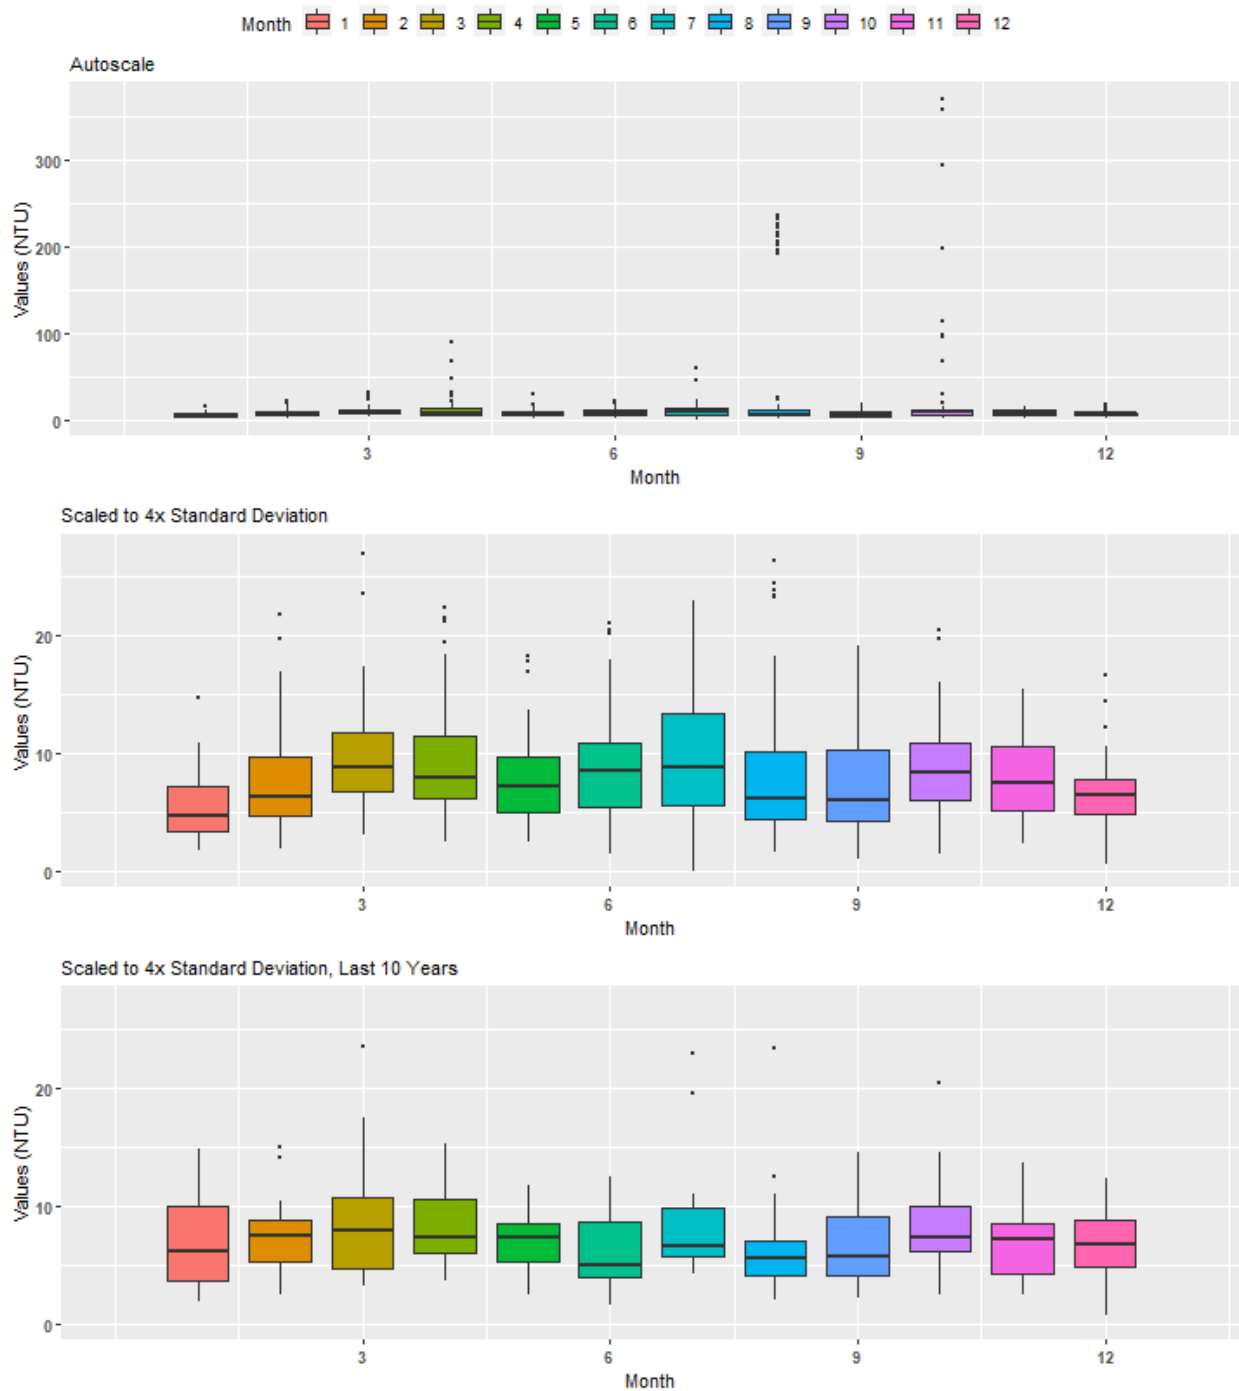 Month 1 2 3 4 5 6 7 8 9 10 11 12
Autoscale
Values (NTU)
300
200
100
0
3 6 9 12
Month
Scaled to 4x Standard Deviation
Values (NTU)
20
10
0
3 6 9 12
Month
Scaled to 4x Standard Deviation, Last 10 Years
Values (NTU)
20
10
0
3 6 9 12
Month